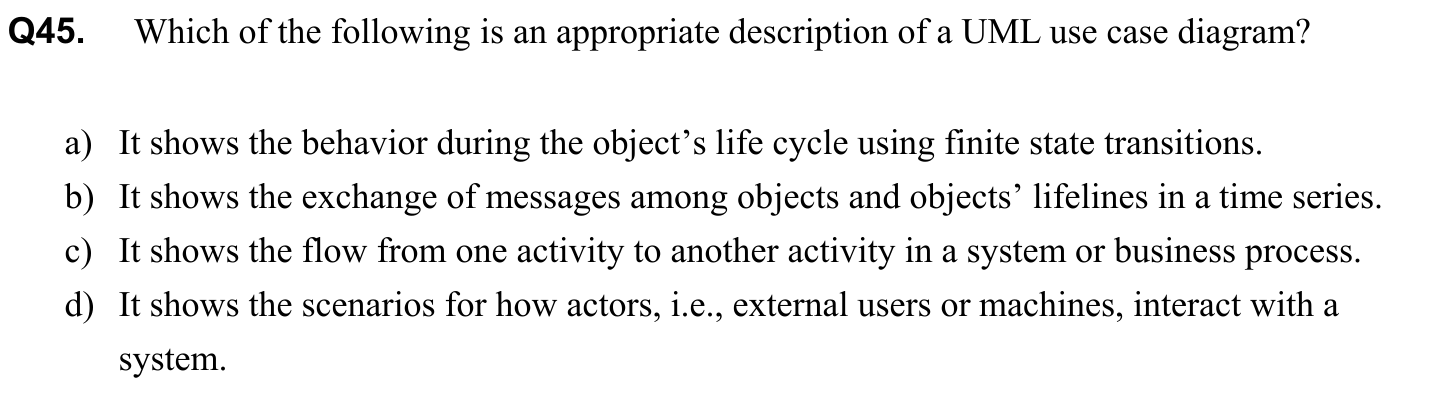 Q45. Which of the following is an appropriate description of a UML use case diagram?
a) It shows the behavior during the object’s life cycle using finite state transitions.
b) It shows the exchange of messages among objects and objects’ lifelines in a time series.
c) It shows the flow from one activity to another activity in a system or business process.
d) It shows the scenarios for how actors, i.e., external users or machines, interact with a
system.